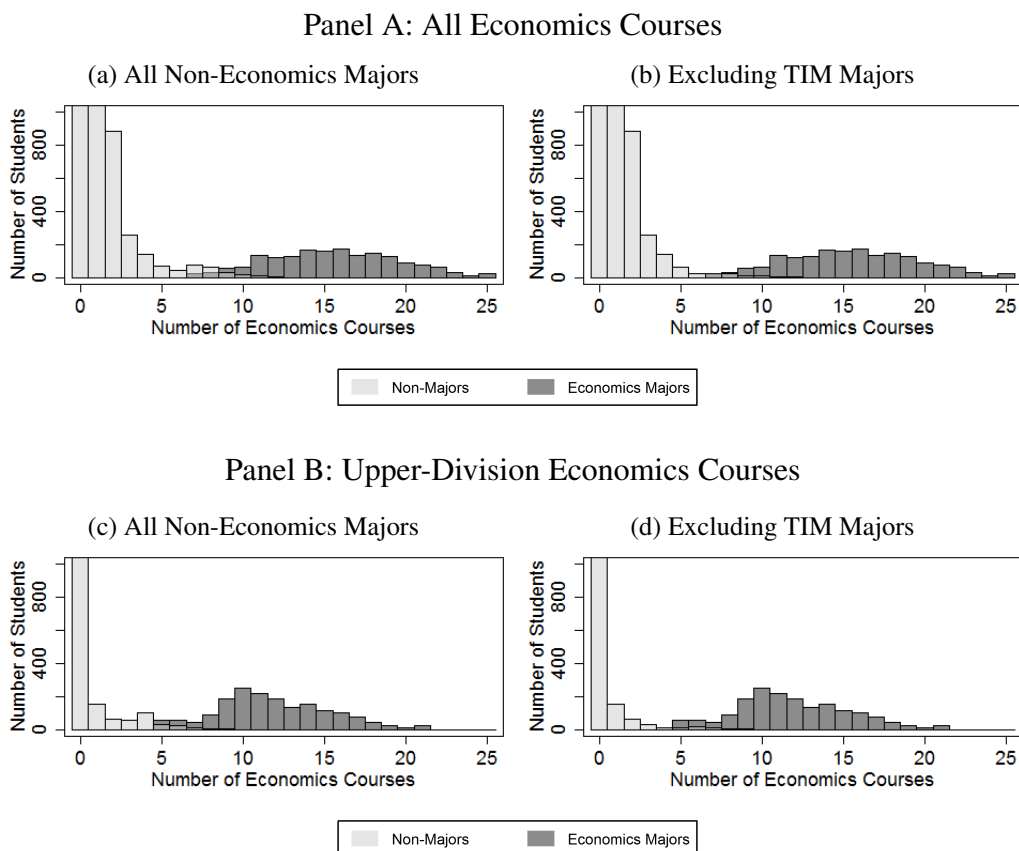 Panel A: All Economics Courses
(a) All Non-Economics Majors
(b) Excluding TIM Majors
Number of Students
0 400 800
0 5 10 15 20 25
Number of Economics Courses
Number of Students
0 400 800
0 5 10 15 20 25
Number of Economics Courses
Non-Majors Economics Majors
Panel B: Upper-Division Economics Courses
(c) All Non-Economics Majors
(d) Excluding TIM Majors
Number of Students
0 400 800
0 5 10 15 20 25
Number of Economics Courses
Number of Students
0 400 800
0 5 10 15 20 25
Number of Economics Courses
Non-Majors Economics Majors